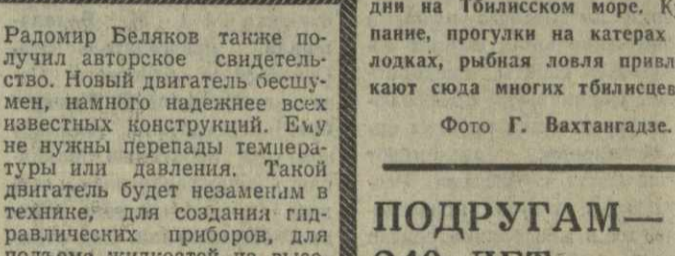 Радомир Беляков также по-
лучил авторское свидетель-
ство. Новый двигатель бесшу-
мен, намного надежнее всех
известных конструкций. Ему
не нужны перепады темпера-
туры или давления. Такой
двигатель будет незаменим в
технике, для создания гид-
равлических приборов, для
дни на Тбилисском море.
пание, прогулки на катерах
лодках, рыбная ловля привл
кают сюда многих тбилисцев
Фото Г. Вахтангадзе.
ПОДРУГАМ—